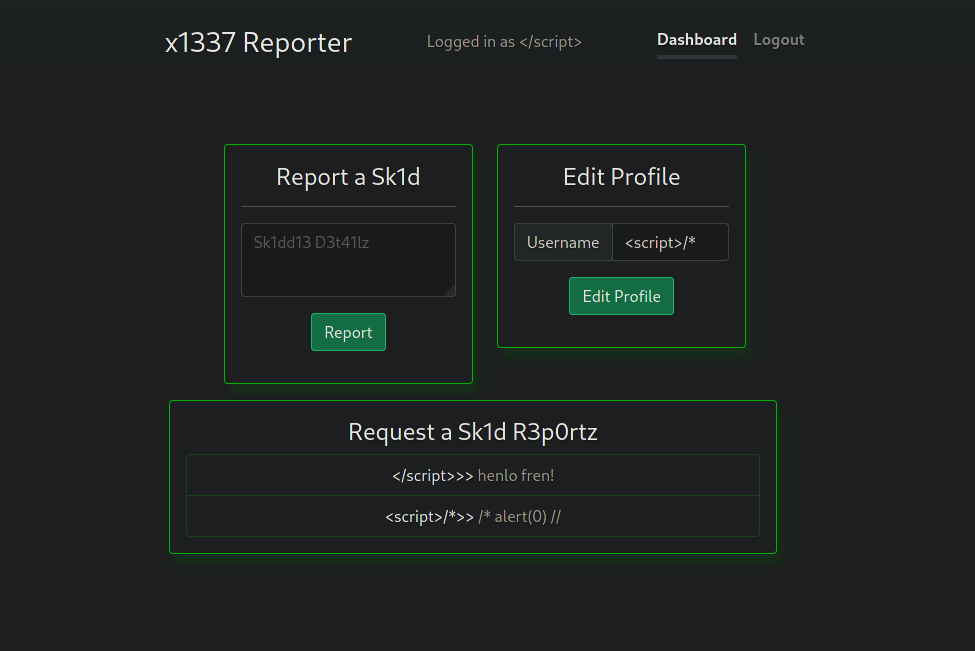 x1337 Reporter
Logged in as </script>
Dashboard
Logout
Report a Sk1d
Sk1dd13 D3t41lz
Report
Edit Profile
Username
<script>/*
Edit Profile
Request a Sk1d R3p0rtz
</script>>> henlo fren!
<script>/*>> /* alert(0) //